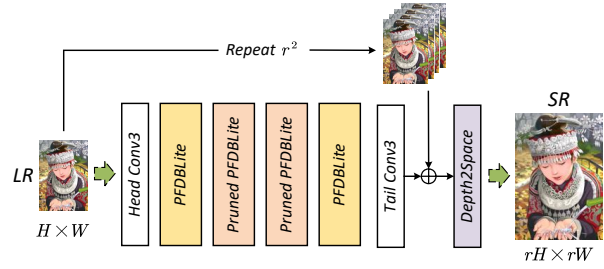 Repeat r²
SR
LR
Head Conv3
PFDBLite
Pruned PFDBLite
Pruned PFDBLite
PFDBLite
Tail Conv3
Depth2Space
H × W
rH × rW